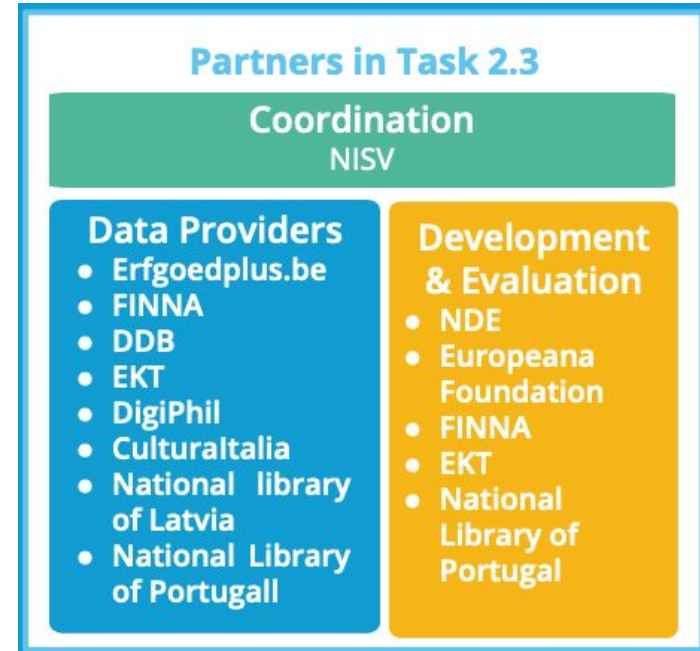 Partners in Task 2.3
Coordination
NISV
Data Providers
● Erfgoedplus.be
● FINNA
● DDB
● EKT
● DigiPhil
● CulturaItalia
● National library
of Latvia
● National Library
of Portugall
Development
& Evaluation
● NDE
● Europeana
Foundation
● FINNA
● EKT
● National
Library of
Portugal